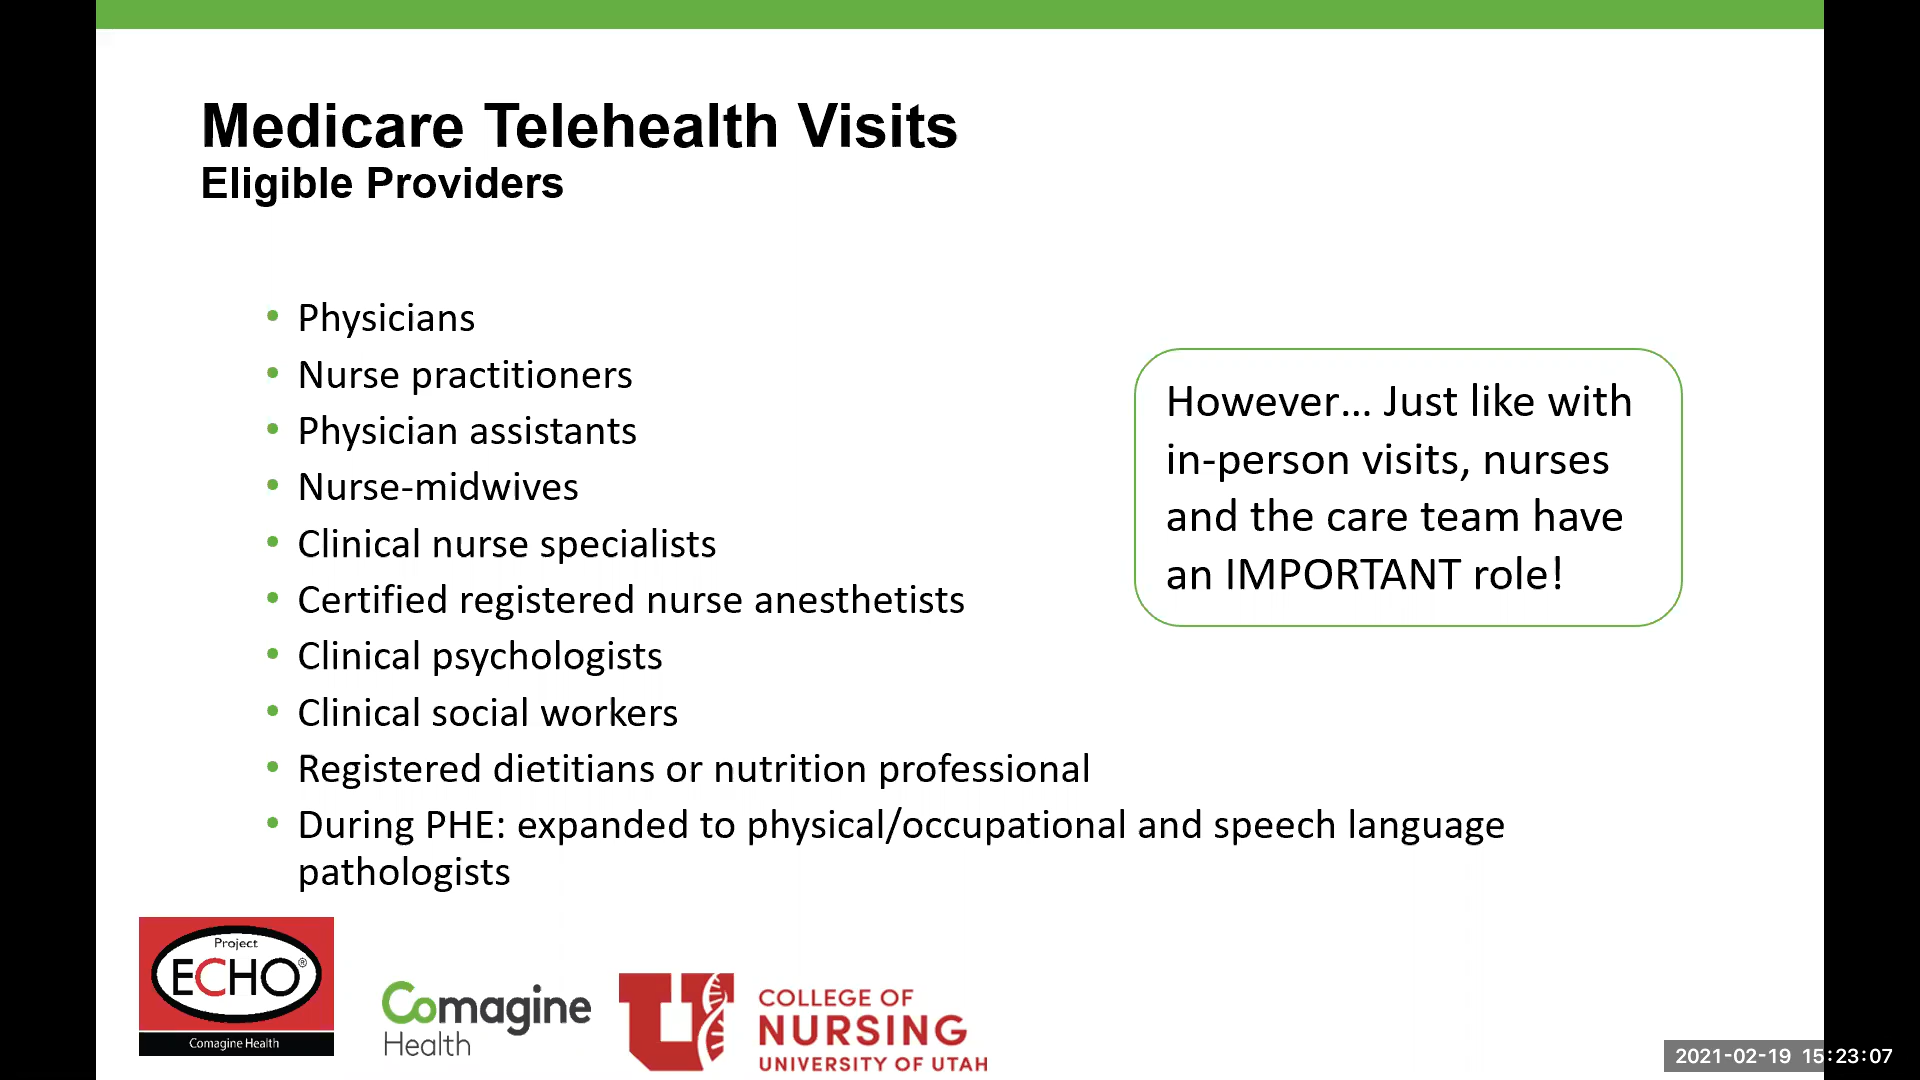 Medicare Telehealth Visits
Eligible Providers
• Physicians
• Nurse practitioners
• Physician assistants
• Nurse-midwives
• Clinical nurse specialists
• Certified registered nurse anesthetists
• Clinical psychologists
• Clinical social workers
• Registered dietitians or nutrition professional
• During PHE: expanded to physical/occupational and speech language
pathologists
However... Just like with
in-person visits, nurses
and the care team have
an IMPORTANT role!
Project
ECHO®
Comagine Health
Comagine
Health
U
COLLEGE OF
NURSING
UNIVERSITY OF UTAH
2021-02-19 15:23:07